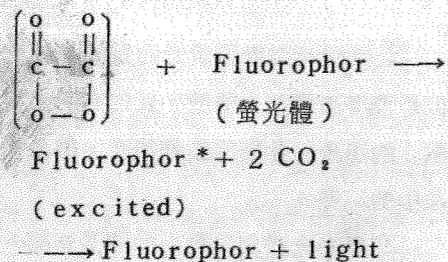 O O
|| ||
C — C
| |
O — O
+ Fluorophor ⟶
(螢光體)
Fluorophor * + 2 CO₂
(excited)
⟶ Fluorophor + light